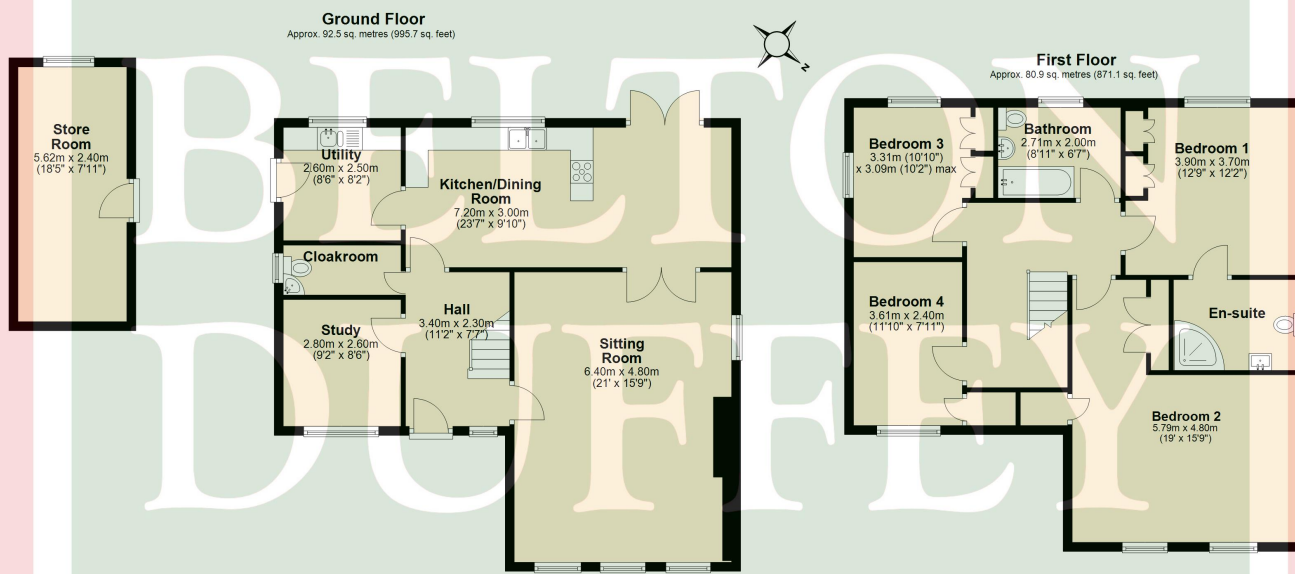 BELTON
DUFFEY
Ground Floor
Approx. 92.5 sq. metres (995.7 sq. feet)
Store
Room
5.62m x 2.40m
(18'5" x 7'11")
Utility
2.60m x 2.50m
(8'6" x 8'2")
Kitchen/Dining
Room
7.20m x 3.00m
(23'7" x 9'10")
Cloakroom
Study
2.80m x 2.60m
(9'2" x 8'6")
Hall
3.40m x 2.30m
(11'2" x 7'7")
Sitting
Room
6.40m x 4.80m
(21' x 15'9")
N
First Floor
Approx. 80.9 sq. metres (871.1 sq. feet)
Bedroom 3
3.31m (10'10")
x 3.09m (10'2") max
Bathroom
2.71m x 2.00m
(8'11" x 6'7")
Bedroom 1
3.90m x 3.70m
(12'9" x 12'2")
Bedroom 4
3.61m x 2.40m
(11'10" x 7'11")
En-suite
Bedroom 2
5.79m x 4.80m
(19' x 15'9")